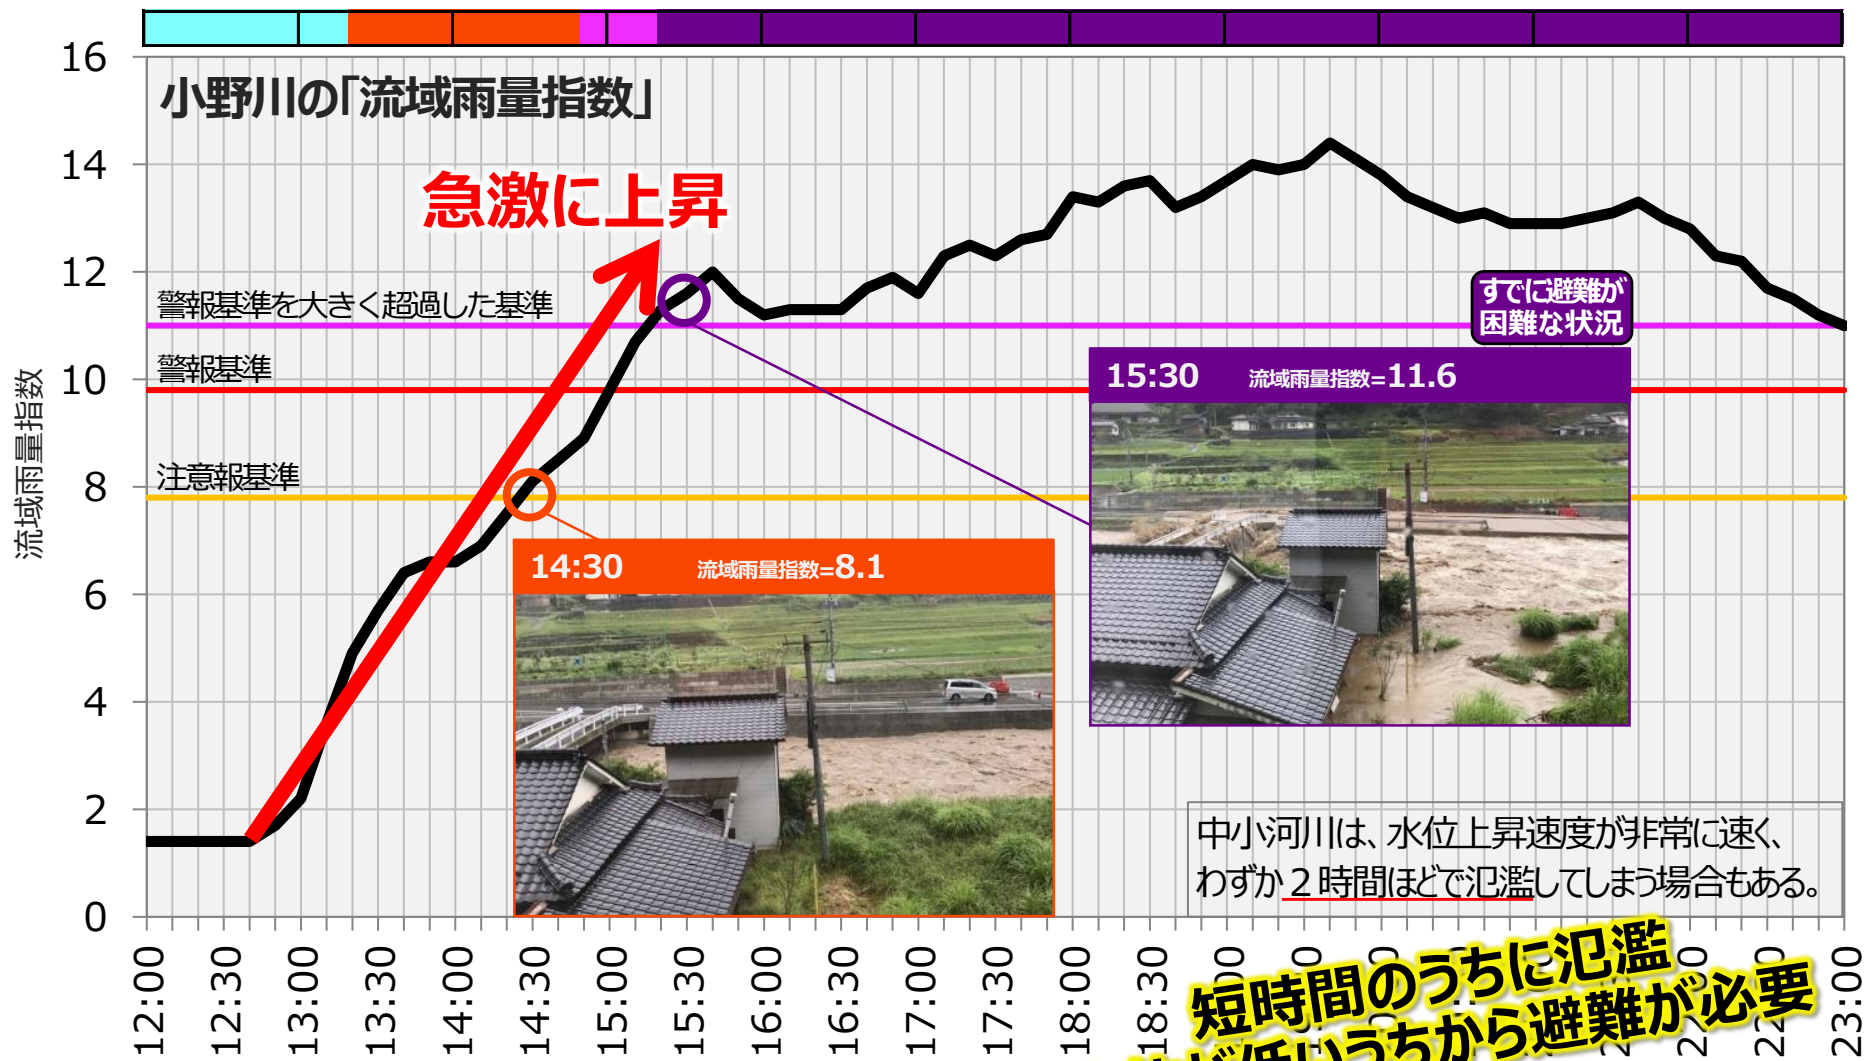 小野川の「流域雨量指数」
急激に上昇
警報基準を大きく超過した基準
警報基準
注意報基準
すでに避難が
困難な状況
15:30 流域雨量指数=11.6
14:30 流域雨量指数=8.1
中小河川は、水位上昇速度が非常に速く、
わずか２時間ほどで氾濫してしまう場合もある。
流域雨量指数
16
14
12
10
8
6
4
2
0
12:00
12:30
13:00
13:30
14:00
14:30
15:00
15:30
16:00
16:30
17:00
17:30
18:00
18:30
23:00
短時間のうちに氾濫
低いうちから避難が必要